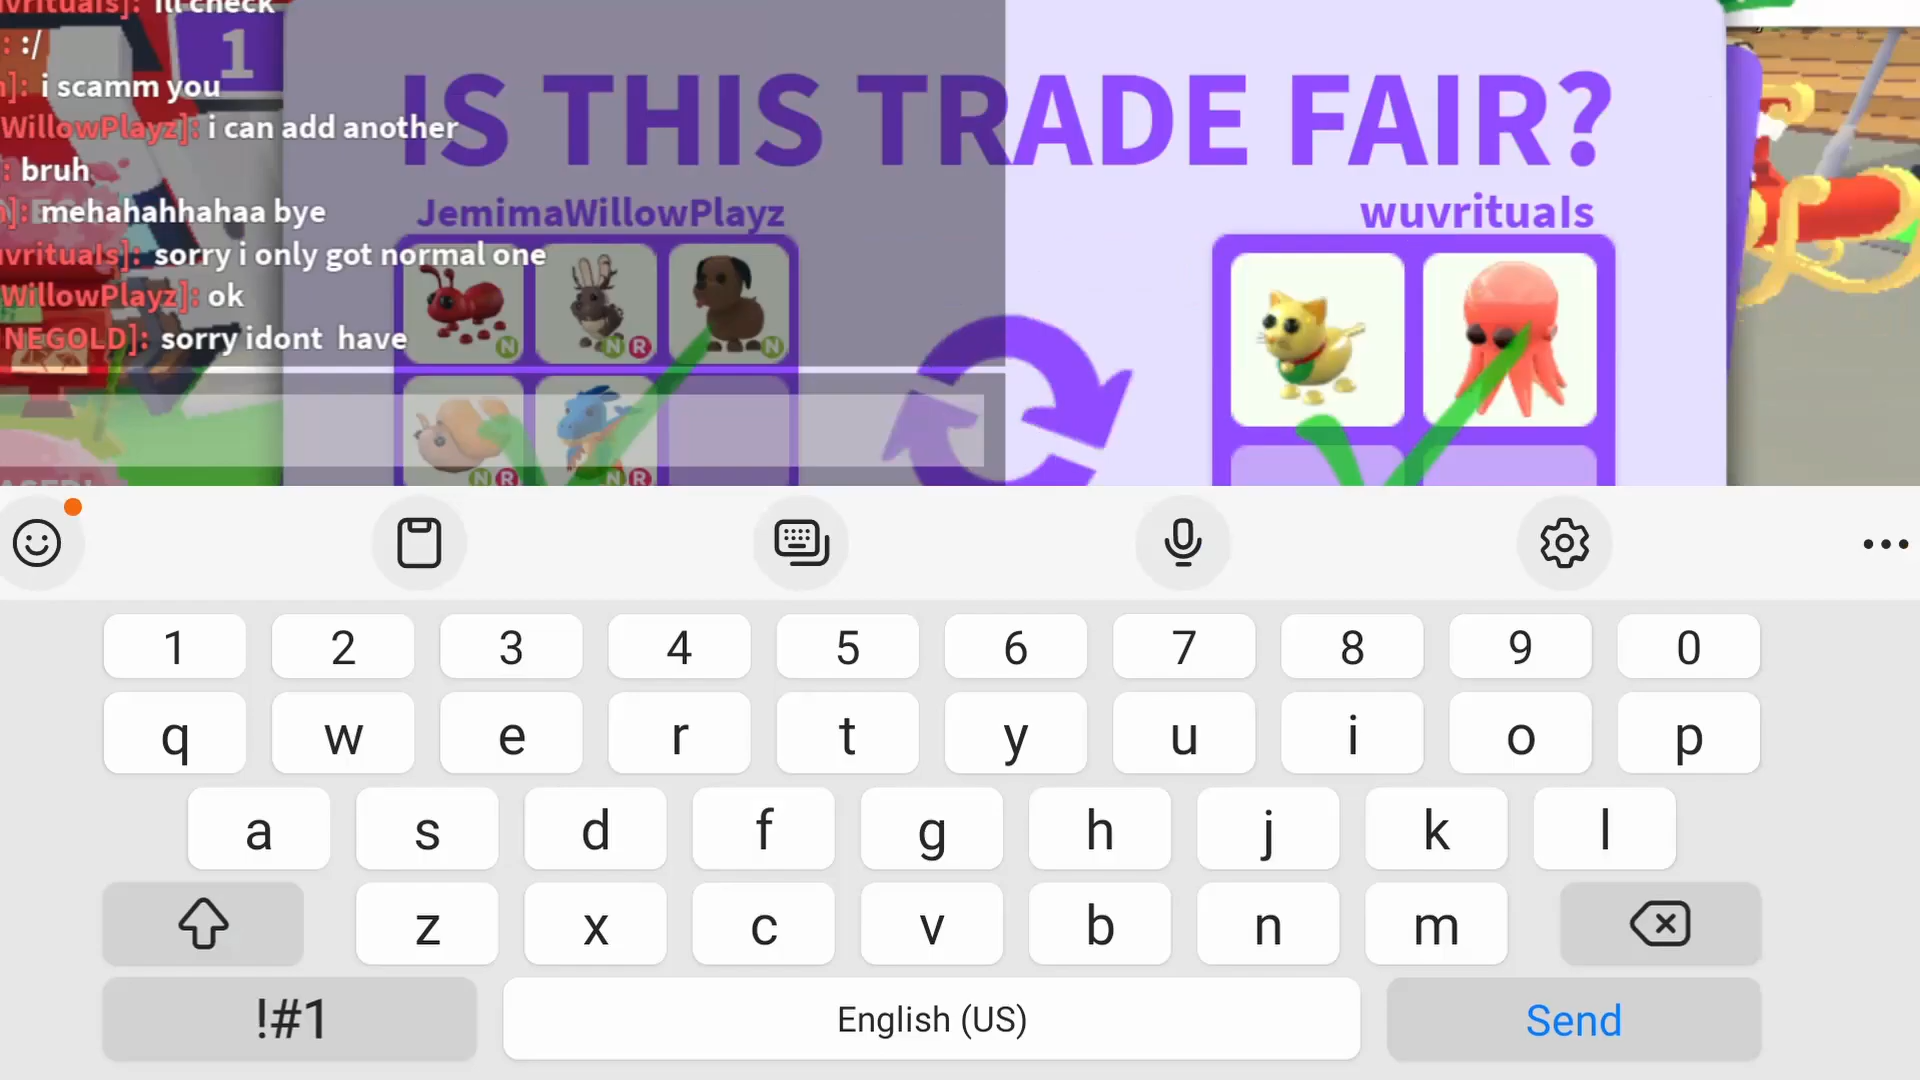 ill check
1
: :/
]: i scamm you
WillowPlayz]: i can add another
: bruh
]: mehahahhahaa bye
vrituals]: sorry i only got normal one
WillowPlayz]: ok
NEGOLD]: sorry idont  have
IS THIS TRADE FAIR?
JemimaWillowPlayz
wuvrituals
N
N R
N
N R
N R
1 2 3 4 5 6 7 8 9 0
q w e r t y u i o p
a s d f g h j k l
z x c v b n m
!#1 English (US) Send